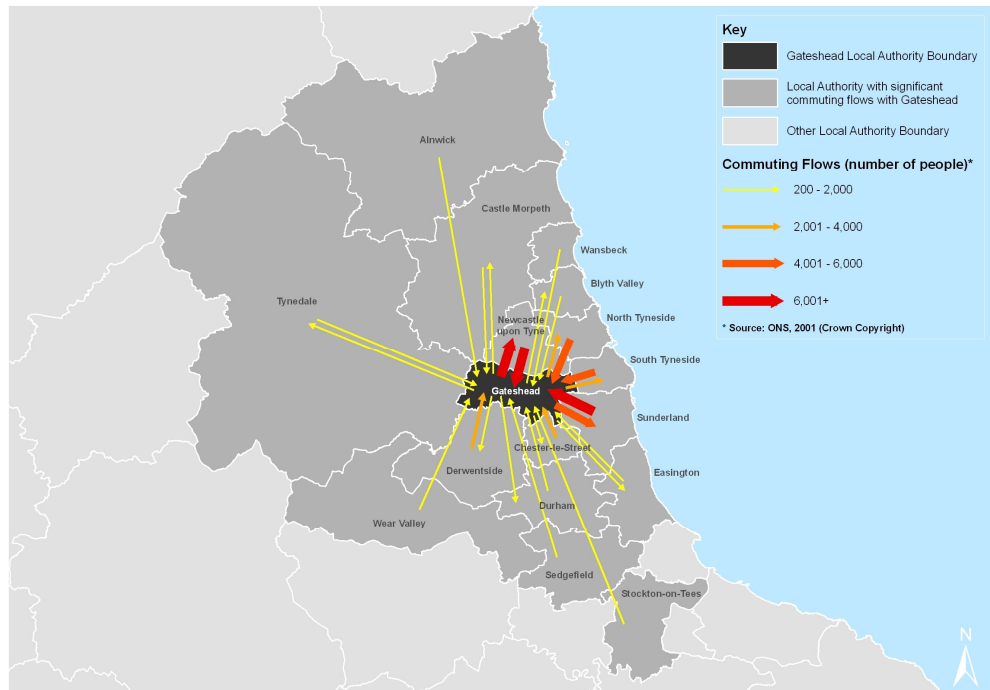 Key
Gateshead Local Authority Boundary
Local Authority with significant
commuting flows with Gateshead
Other Local Authority Boundary
Commuting Flows (number of people)*
200 - 2,000
2,001 - 4,000
4,001 - 6,000
6,001+
* Source: ONS, 2001 (Crown Copyright)
Alnwick
Castle Morpeth
Wansbeck
Blyth Valley
Tynedale
Newcastle
upon Tyne
North Tyneside
South Tyneside
Gateshead
Sunderland
Chester-le-Street
Derwentside
Easington
Durham
Wear Valley
Sedgefield
Stockton-on-Tees
N